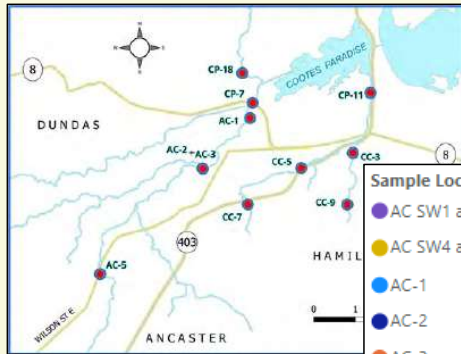 8
CP-18
COOTES PARADISE
CP-7
CP-11
DUNDAS
AC-1
AC-2
AC-3
CC-5
CC-3
8
CC-7
CC-9
403
AC-5
HAMIL
WILSON ST. E
ANCASTER
0 1
Sample Loc
AC SW1 a
AC SW4 a
AC-1
AC-2